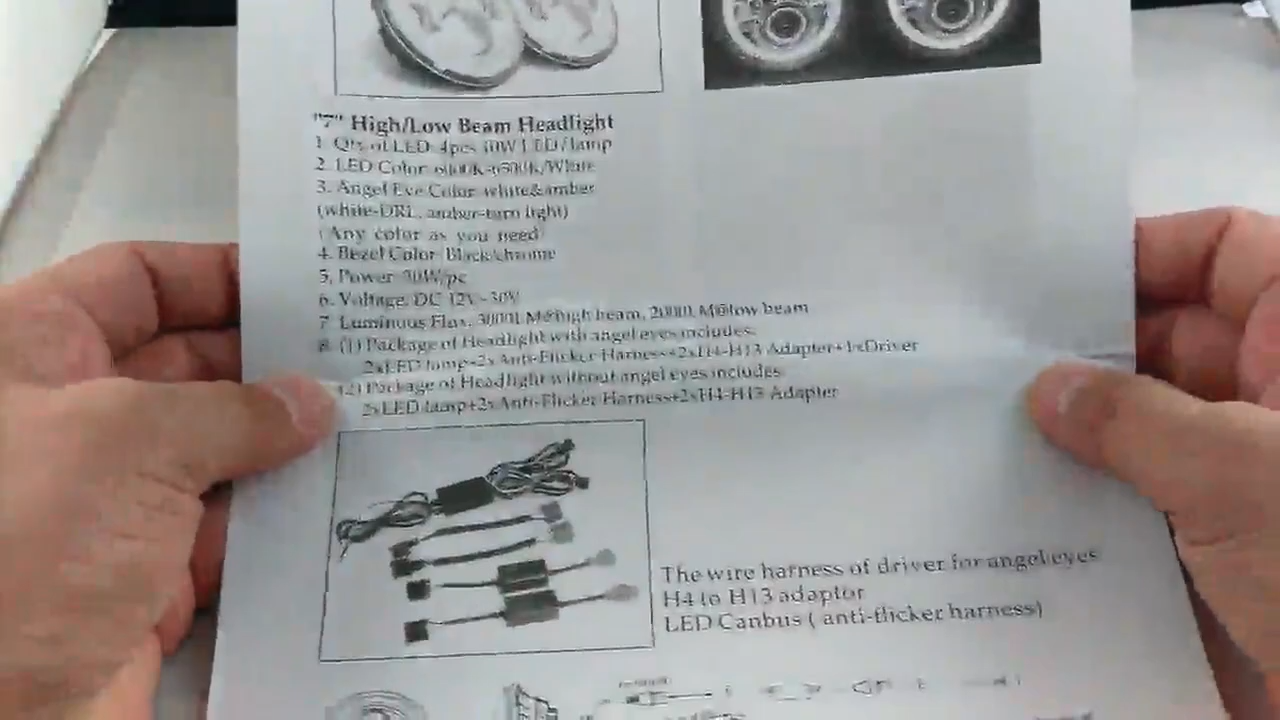 "7" High/Low Beam Headlight
1. Qty of LED: 4pcs 10W LED/lamp
2. LED Color: 6000K-6500K/White
3. Angel Eye Color: white&amber
(white-DRL, amber-turn light)
(Any color as you need)
4. Bezel Color: Black/chrome
5. Power: /pc
6. Voltage: DC 12V-30V
7. Luminous Flux, 3000LM@high beam, 2000LM@low beam
8. (1) Package of Headlight with angel eyes includes:
2xLED lamp+2x Anti-Flicker Harness+2xH4-H13 Adapter+1xDriver
(2) Package of Headlight without angel eyes includes:
2x LED lamp+2x Anti-Flicker Harness+2xH4-H13 Adapter
The wire harness of driver for angel eyes
H4 to H13 adaptor
LED Canbus ( anti-flicker harness)